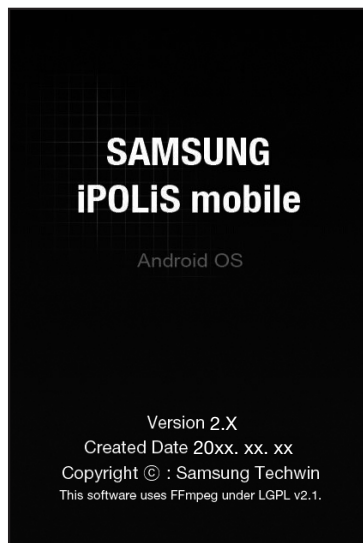 SAMSUNG
iPOLiS mobile
Android OS
Version 2.X
Created Date 20xx. xx. xx
Copyright ⓒ : Samsung Techwin
This software uses FFmpeg under LGPL v2.1.